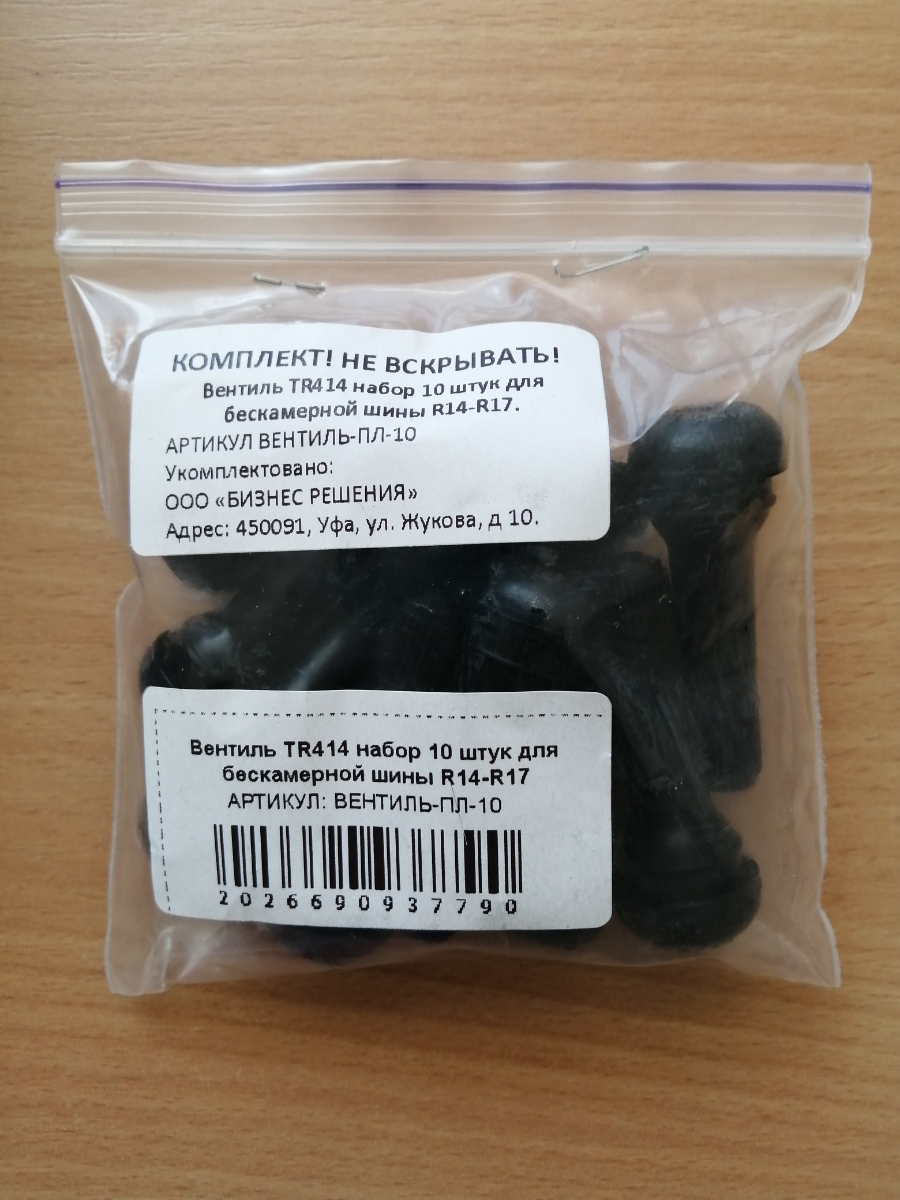 КОМПЛЕКТ! НЕ ВСКРЫВАТЬ!
Вентиль TR414 набор 10 штук для
бескамерной шины R14-R17.
АРТИКУЛ ВЕНТИЛЬ-ПЛ-10
Укомплектовано:
ООО «БИЗНЕС РЕШЕНИЯ»
Адрес: 450091, Уфа, ул. Жукова, д 10.
Вентиль TR414 набор 10 штук для
бескамерной шины R14-R17
АРТИКУЛ: ВЕНТИЛЬ-ПЛ-10
2026690937790